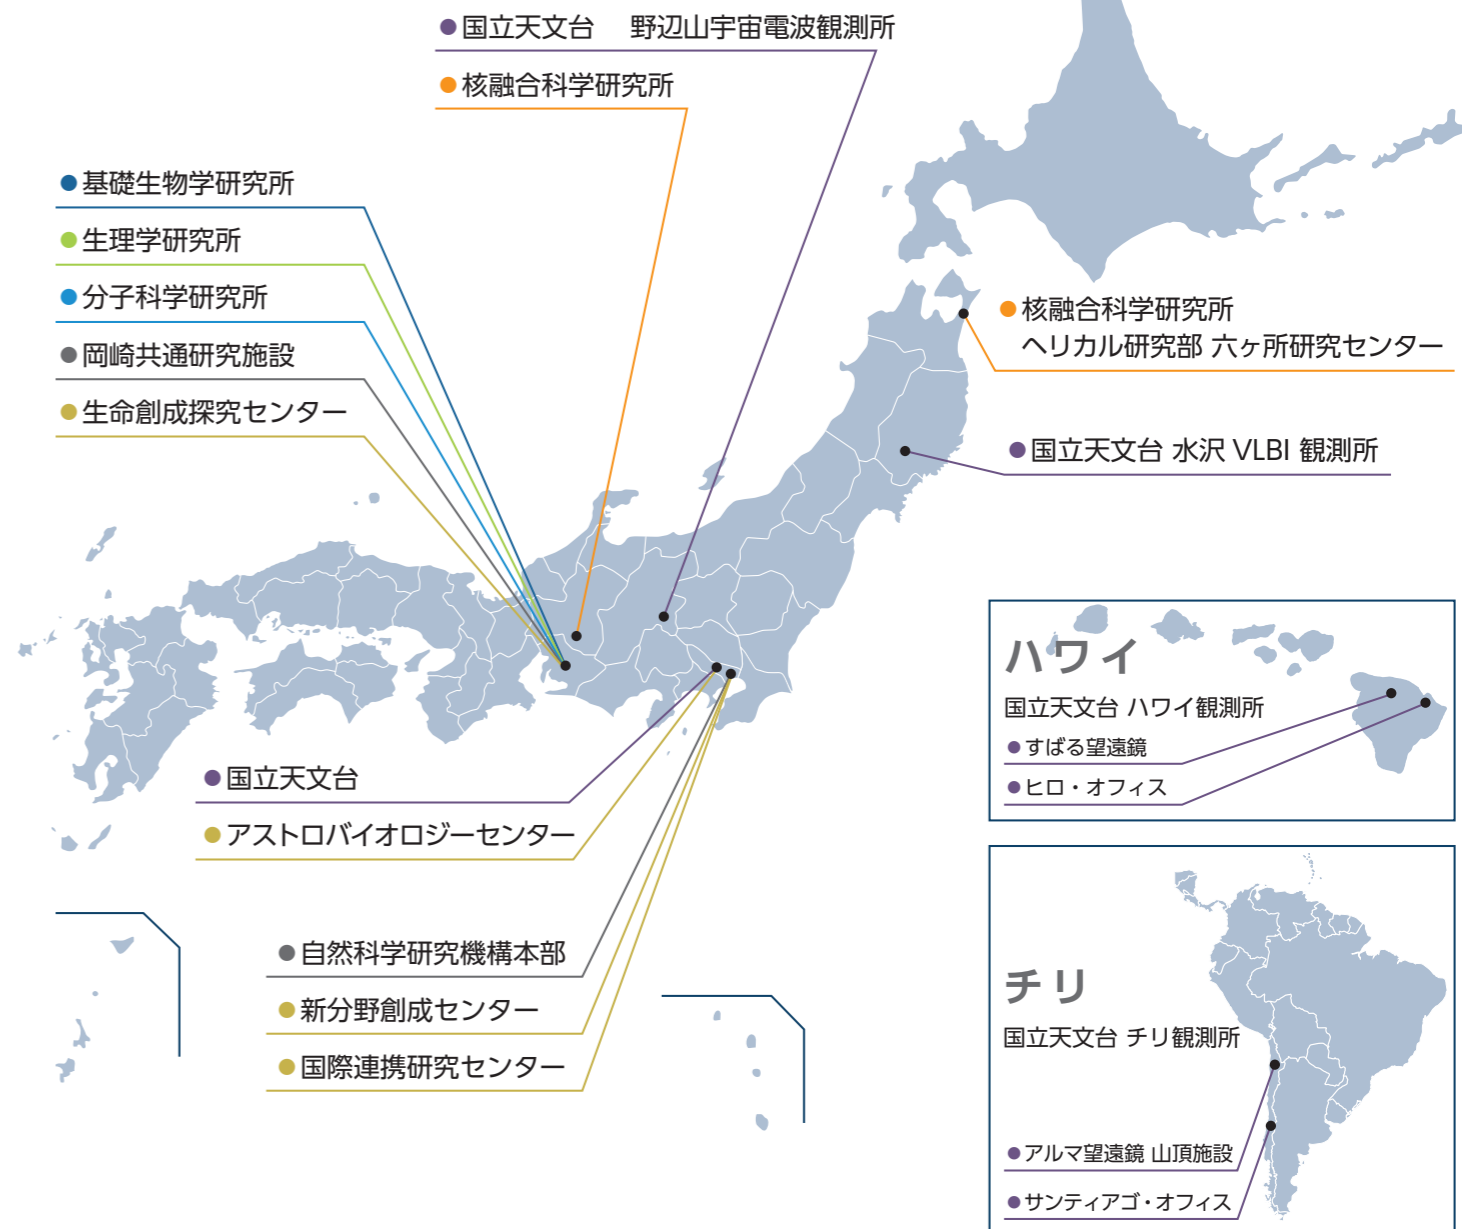 ●国立天文台　野辺山宇宙電波観測所
●核融合科学研究所
●基礎生物学研究所
●生理学研究所
●分子科学研究所
●岡崎共通研究施設
●生命創成探究センター
●核融合科学研究所
ヘリカル研究部 六ヶ所研究センター
●国立天文台 水沢 VLBI 観測所
●国立天文台
●アストロバイオロジーセンター
●自然科学研究機構本部
●新分野創成センター
●国際連携研究センター
ハワイ
国立天文台 ハワイ観測所
●すばる望遠鏡
●ヒロ・オフィス
チリ
国立天文台 チリ観測所
●アルマ望遠鏡 山頂施設
●サンティアゴ・オフィス